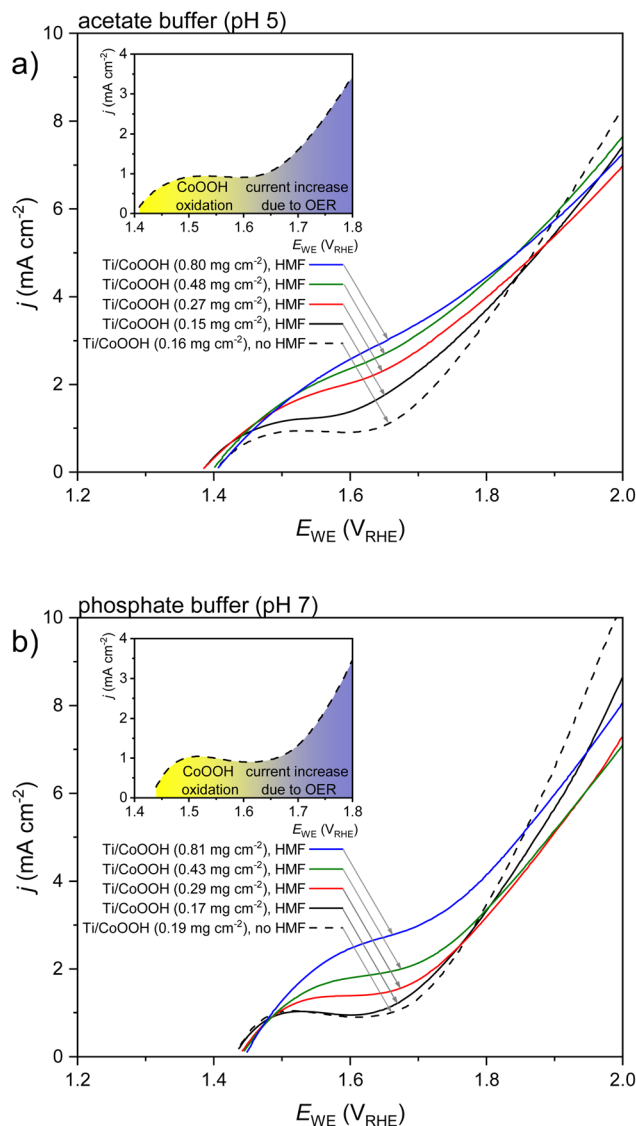 acetate buffer (pH 5)
a)
10
8
6
4
2
0
j (mA cm⁻²)
4
3
2
1
0
j (mA cm⁻²)
CoOOH current increase
oxidation due to OER
1.4 1.5 1.6 1.7 1.8
E_WE (V_RHE)
Ti/CoOOH (0.80 mg cm⁻²), HMF
Ti/CoOOH (0.48 mg cm⁻²), HMF
Ti/CoOOH (0.27 mg cm⁻²), HMF
Ti/CoOOH (0.15 mg cm⁻²), HMF
Ti/CoOOH (0.16 mg cm⁻²), no HMF
1.2 1.4 1.6 1.8 2.0
E_WE (V_RHE)
phosphate buffer (pH 7)
b)
10
8
6
4
2
0
j (mA cm⁻²)
4
3
2
1
0
j (mA cm⁻²)
CoOOH current increase
oxidation due to OER
1.4 1.5 1.6 1.7 1.8
E_WE (V_RHE)
Ti/CoOOH (0.81 mg cm⁻²), HMF
Ti/CoOOH (0.43 mg cm⁻²), HMF
Ti/CoOOH (0.29 mg cm⁻²), HMF
Ti/CoOOH (0.17 mg cm⁻²), HMF
Ti/CoOOH (0.19 mg cm⁻²), no HMF
1.2 1.4 1.6 1.8 2.0
E_WE (V_RHE)